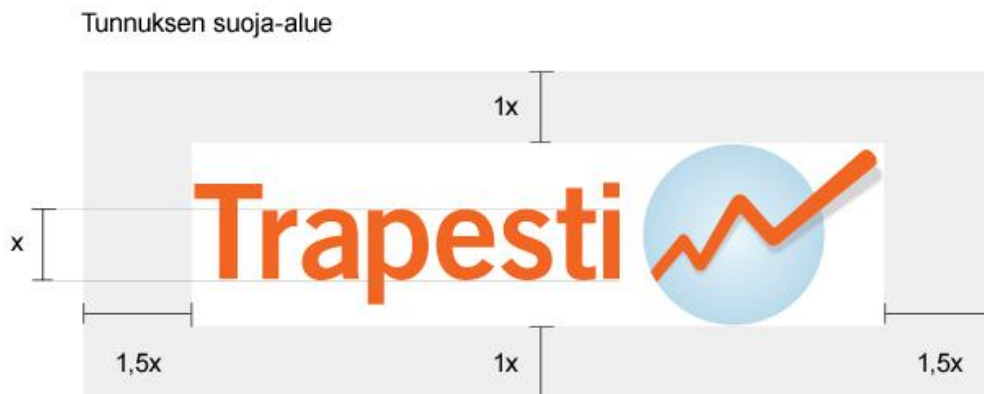 Tunnuksen suoja-alue
1x
Trapesti
x
1,5x
1x
1,5x